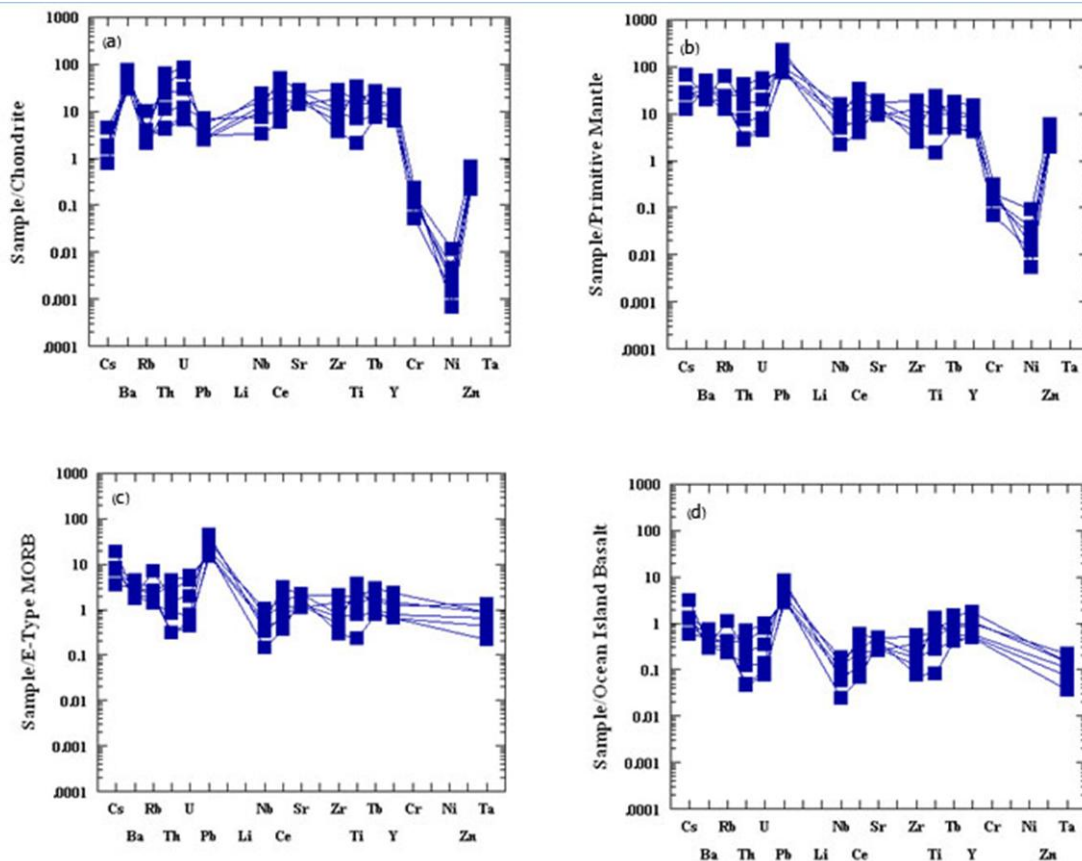 (a)
Sample/Chondrite
1000
100
10
1
0.1
0.01
0.001
.0001
Cs Rb U Nb Sr Zr Tb Cr Ni Ta
Ba Th Pb Li Ce Ti Y Zn
(b)
Sample/Primitive Mantle
1000
100
10
1
0.1
0.01
0.001
.0001
Cs Rb U Nb Sr Zr Tb Cr Ni Ta
Ba Th Pb Li Ce Ti Y Zn
(c)
Sample/E-Type MORB
1000
100
10
1
0.1
0.01
0.001
.0001
Cs Rb U Nb Sr Zr Tb Cr Ni Ta
Ba Th Pb Li Ce Ti Y Zn
(d)
Sample/Ocean Island Basalt
1000
100
10
1
0.1
0.01
0.001
.0001
Cs Rb U Nb Sr Zr Tb Cr Ni Ta
Ba Th Pb Li Ce Ti Y Zn